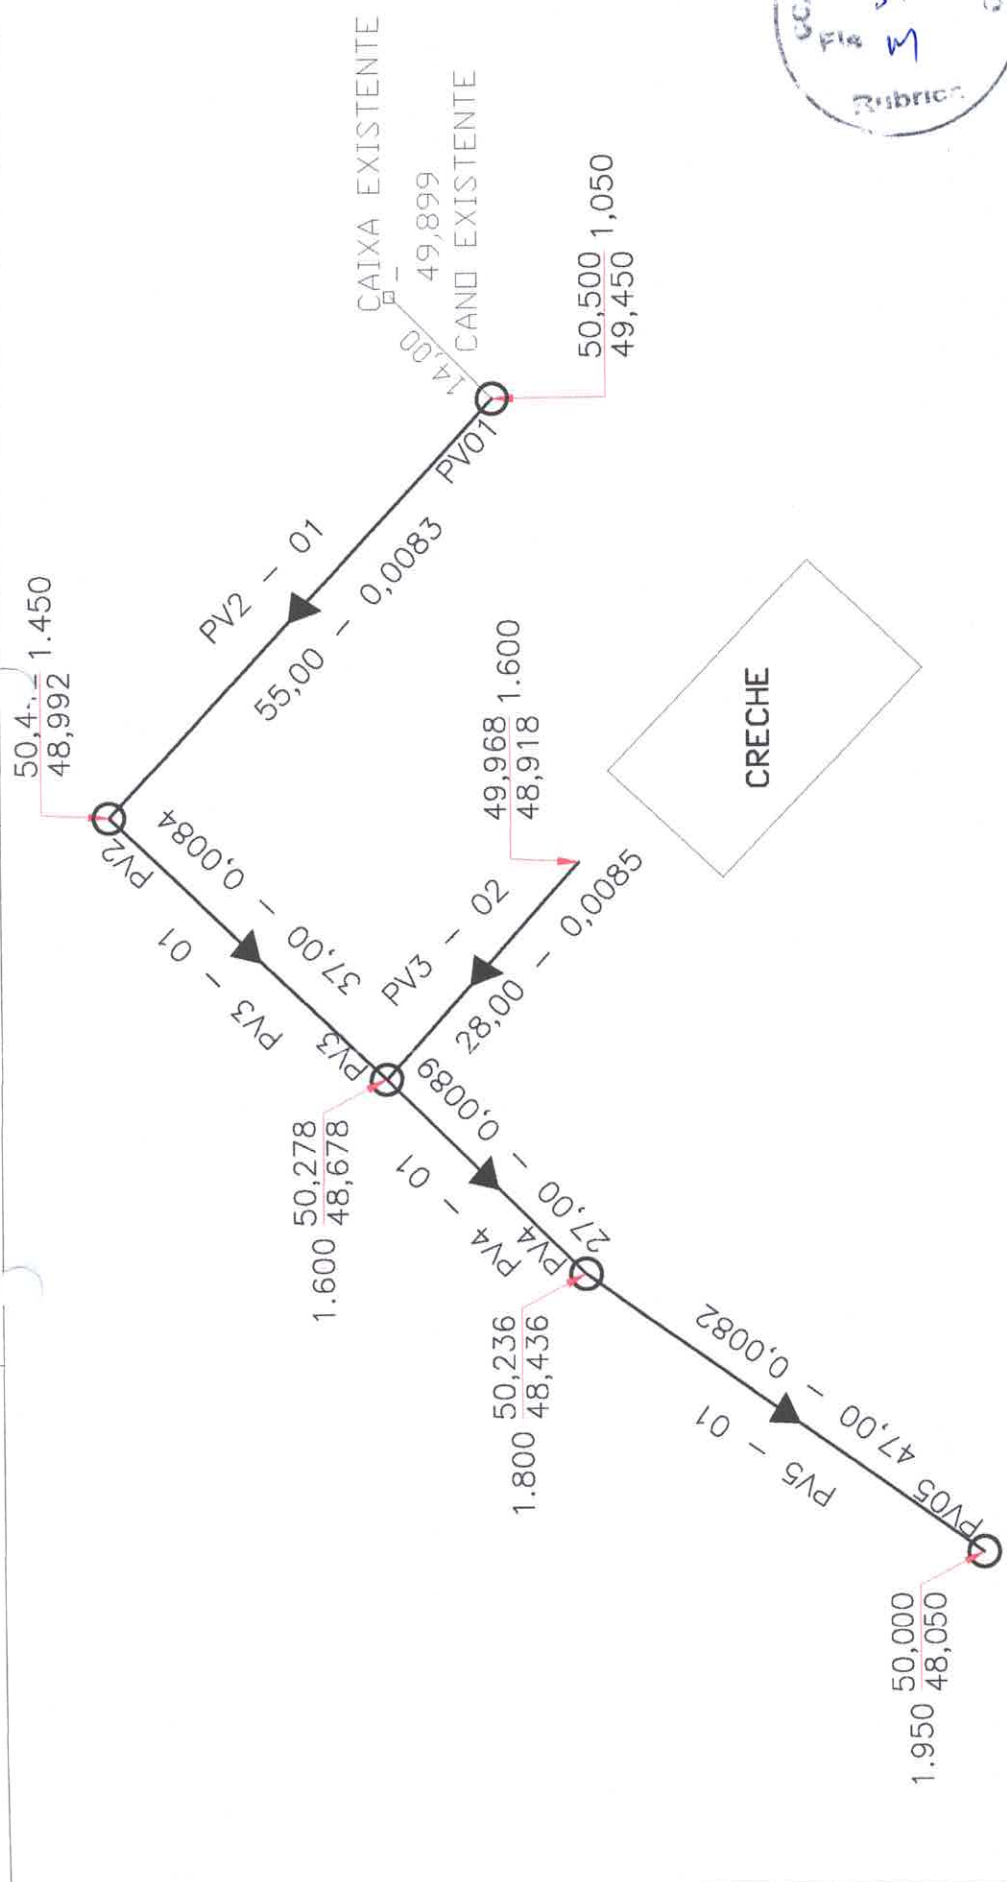 CAIXA EXISTENTE
49,899
CANO EXISTENTE
14,00
Fls M
Rubrica
50,500 1,050
49,450
PV01
PV2 - 01
55,00 - 0,0083
1.450
48,992
PV2
PV3 - 01
37,00 - 0,0084
49,968 1.600
48,918
CRECHE
PV3 - 02
28,00 - 0,0085
PV3
1.600 50,278
48,678
PV4 - 01
27,00 - 0,0089
PV4
1.800 50,236
48,436
PV5 - 01
47,00 - 0,0082
PV05
1.950 50,000
48,050